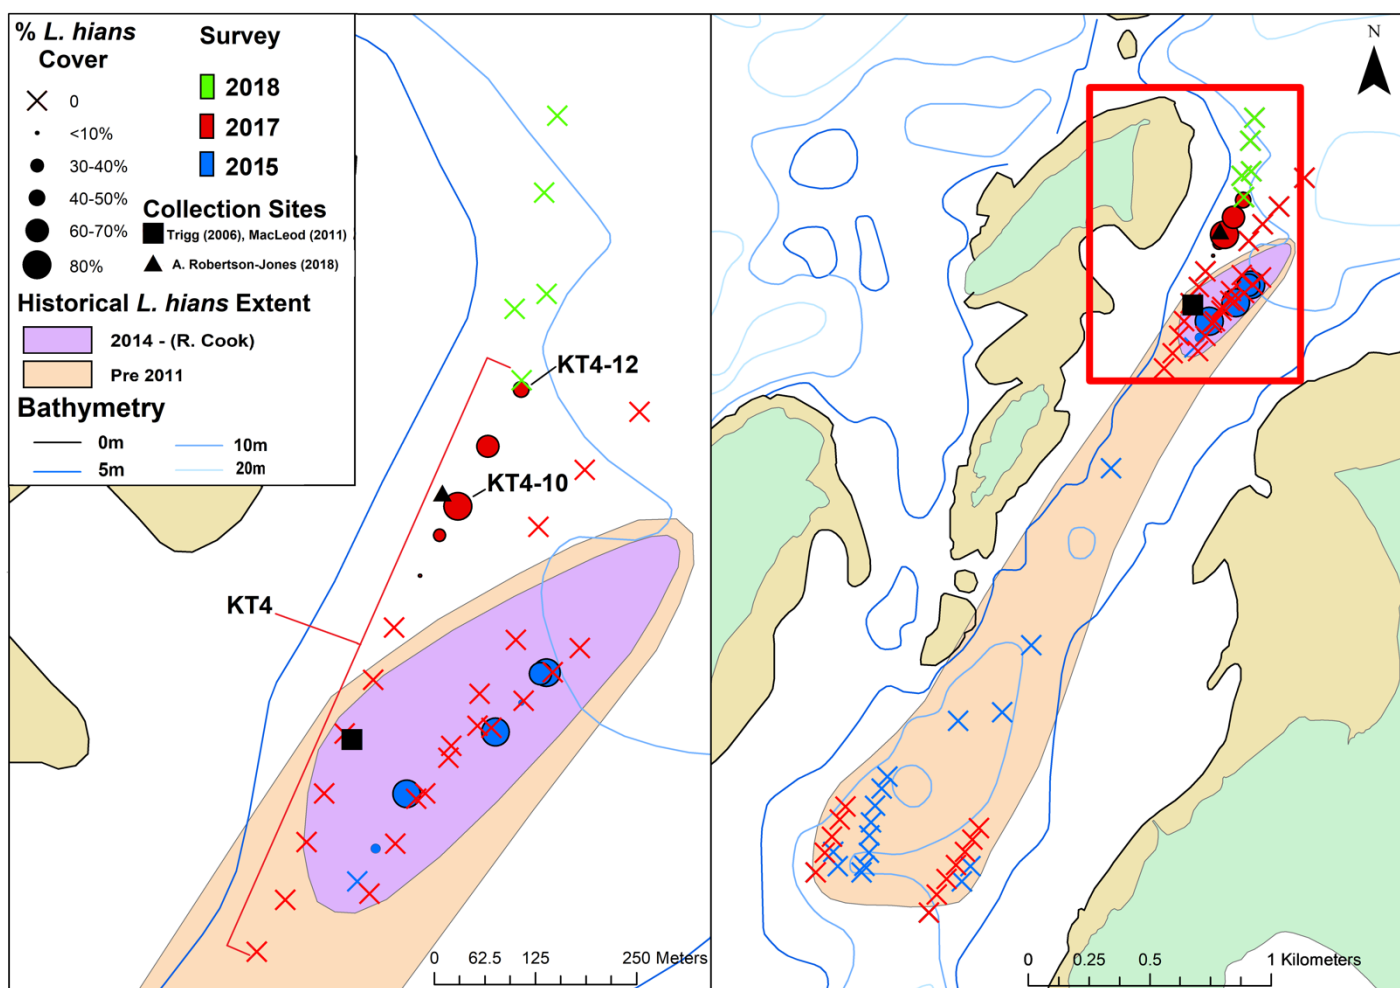 % L. hians
Cover
0
<10%
30-40%
40-50%
60-70%
80%
Survey
2018
2017
2015
Collection Sites
Trigg (2006), MacLeod (2011)
A. Robertson-Jones (2018)
Historical L. hians Extent
2014 - (R. Cook)
Pre 2011
Bathymetry
0m
10m
5m
20m
KT4-12
KT4-10
KT4
0 62.5 125 250 Meters
N
0 0.25 0.5 1 Kilometers